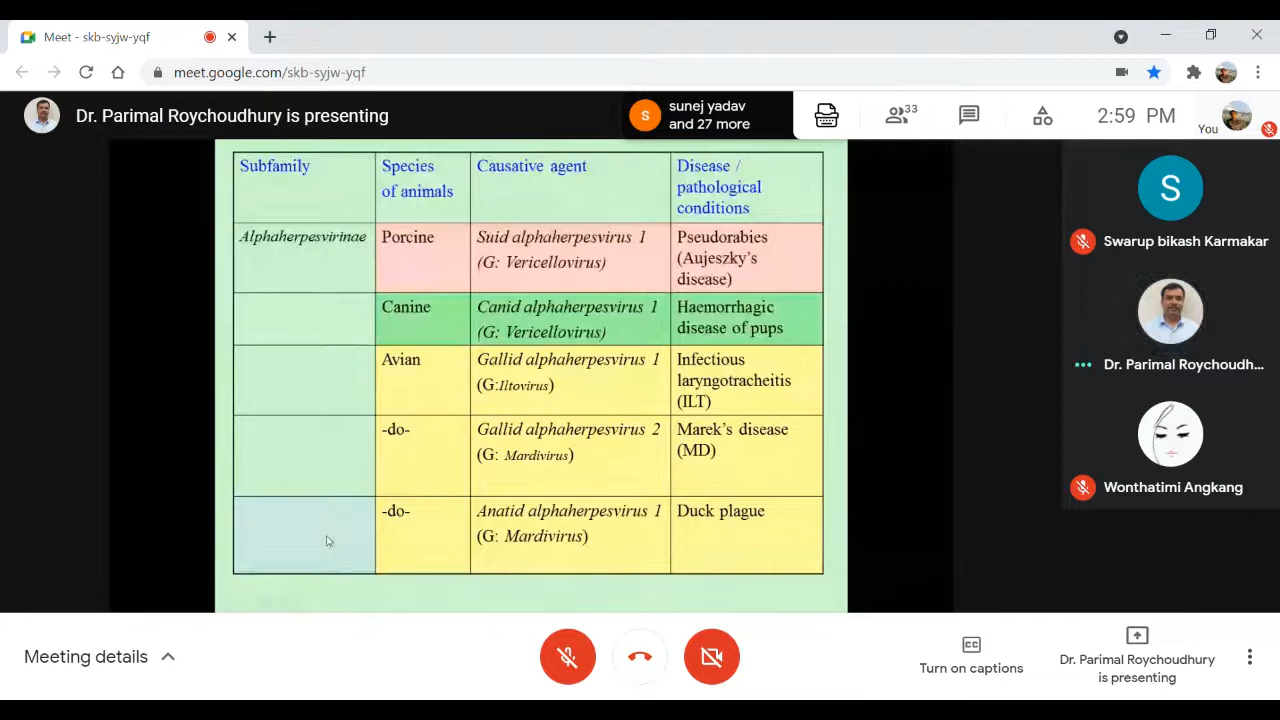 Meet - skb-syjw-yqf
meet.google.com/skb-syjw-yqf
Dr. Parimal Roychoudhury is presenting
S
sunej yadav
and 27 more
33
2:59 PM
You
Subfamily
Species
of animals
Causative agent
Disease /
pathological
conditions
Alphaherpesvirinae
Porcine
Suid alphaherpesvirus 1
(G: Vericellovirus)
Pseudorabies
(Aujeszky's
disease)
Canine
Canid alphaherpesvirus 1
(G: Vericellovirus)
Haemorrhagic
disease of pups
Avian
Gallid alphaherpesvirus 1
(G:Iltovirus)
Infectious
laryngotracheitis
(ILT)
-do-
Gallid alphaherpesvirus 2
(G: Mardivirus)
Marek's disease
(MD)
-do-
Anatid alphaherpesvirus 1
(G: Mardivirus)
Duck plague
S
Swarup bikash Karmakar
Dr. Parimal Roychoudh...
Wonthatimi Angkang
Meeting details
CC
Turn on captions
Dr. Parimal Roychoudhury
is presenting